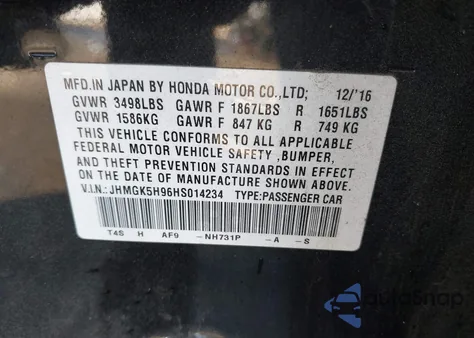 MFD.IN JAPAN BY HONDA MOTOR CO.,LTD; 12/'16
GVWR 3498LBS GAWR F 1867LBS R 1651LBS
GVWR 1586KG GAWR F 847 KG R 749 KG
THIS VEHICLE CONFORMS TO ALL APPLICABLE
FEDERAL MOTOR VEHICLE SAFETY ,BUMPER,
AND THEFT PREVENTION STANDARDS IN EFFECT
ON THE DATE OF MANUFACTURE SHOWN ABOVE.
V.I.N.:JHMGK5H96HS014234 TYPE:PASSENGER CAR
T4S H AF9 -NH731P -A -S
AutoSnap